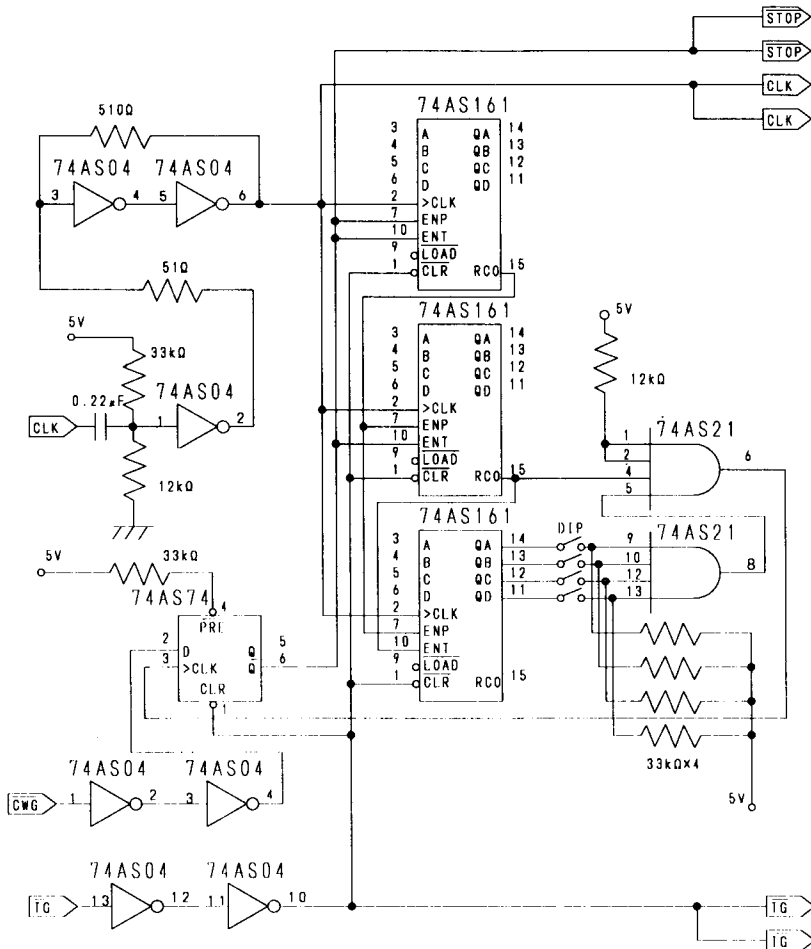 STOP
STOP
CLK
CLK
510Ω
74AS04 74AS04
3 4 5 6
51Ω
5V
33kΩ
0.22μF
74AS04
CLK
1 2
12kΩ
74AS161
3 A QA 14
4 B QB 13
5 C QC 12
6 D QD 11
2 >CLK
7 ENP
10 ENT
9 LOAD
1 CLR RCO 15
74AS161
3 A QA 14
4 B QB 13
5 C QC 12
6 D QD 11
2 >CLK
7 ENP
10 ENT
9 LOAD
1 CLR RCO 15
5V
12kΩ
74AS21
1
2
4
5
6
74AS161
3 A QA 14
4 B QB 13
5 C QC 12
6 D QD 11
2 >CLK
7 ENP
10 ENT
9 LOAD
1 CLR RCO 15
DIP
74AS21
9
10
12
13
8
33kΩ×4
5V
5V
33kΩ
74AS74
4
PRE
2 D Q 5
3 >CLK Q 6
CLR
1
74AS04 74AS04
CWG 1 2 3 4
74AS04 74AS04
TG 13 12 11 10
TG
TG